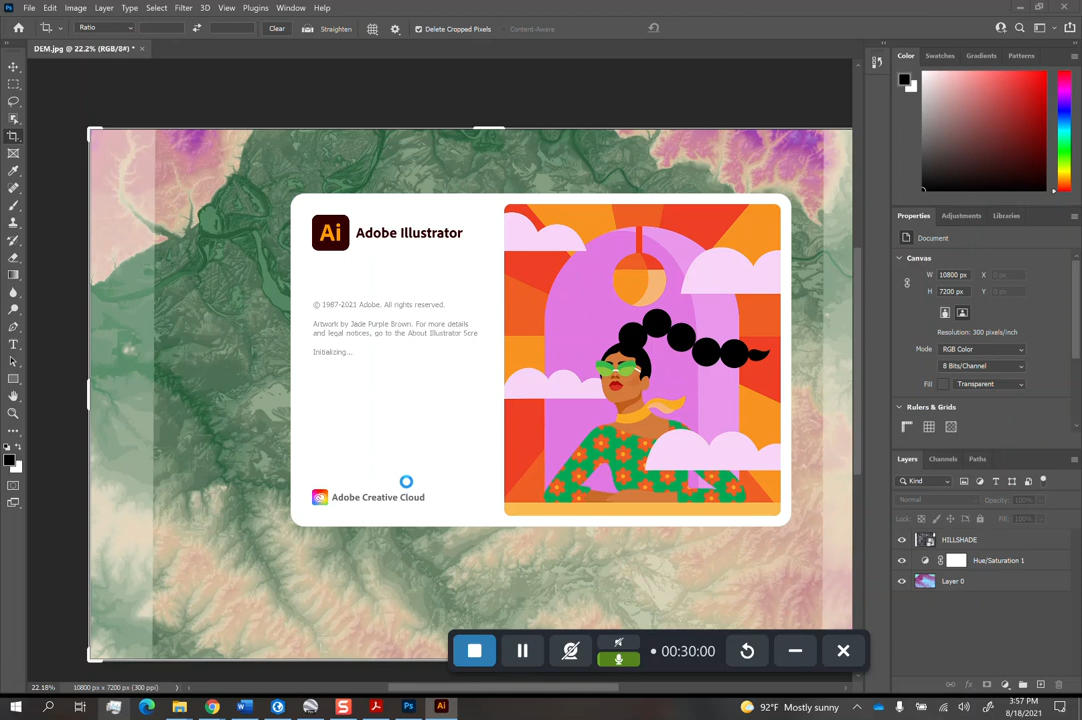 Ps File Edit Image Layer Type Select Filter 3D View Plugins Window Help
Ratio Clear Straighten Delete Cropped Pixels Content-Aware
DEM.jpg @ 22.2% (RGB/8#) *
Color Swatches Gradients Patterns
Properties Adjustments Libraries
Document
Canvas
W 10800 px X 0 px
H 7200 px Y 0 px
Resolution: 300 pixels/inch
Mode RGB Color
8 Bits/Channel
Fill Transparent
Rulers & Grids
Layers Channels Paths
Kind
Normal Opacity: 100%
Lock: Fill: 100%
HILLSHADE
Hue/Saturation 1
Layer 0
Ai Adobe Illustrator
© 1987-2021 Adobe. All rights reserved.
Artwork by Jade Purple Brown. For more details
and legal notices, go to the About Illustrator Scre
Initializing...
Adobe Creative Cloud
00:30:00
22.18% 10800 px x 7200 px (300 ppi)
92°F Mostly sunny
3:57 PM
8/18/2021